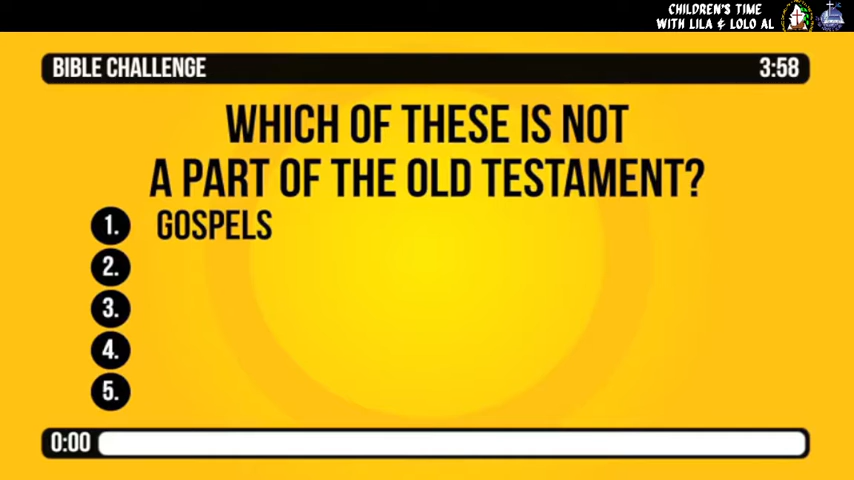 CHILDREN'S TIME
WITH LILA & LOLO AL
BIBLE CHALLENGE
3:58
WHICH OF THESE IS NOT
A PART OF THE OLD TESTAMENT?
1. GOSPELS
2.
3.
4.
5.
0:00